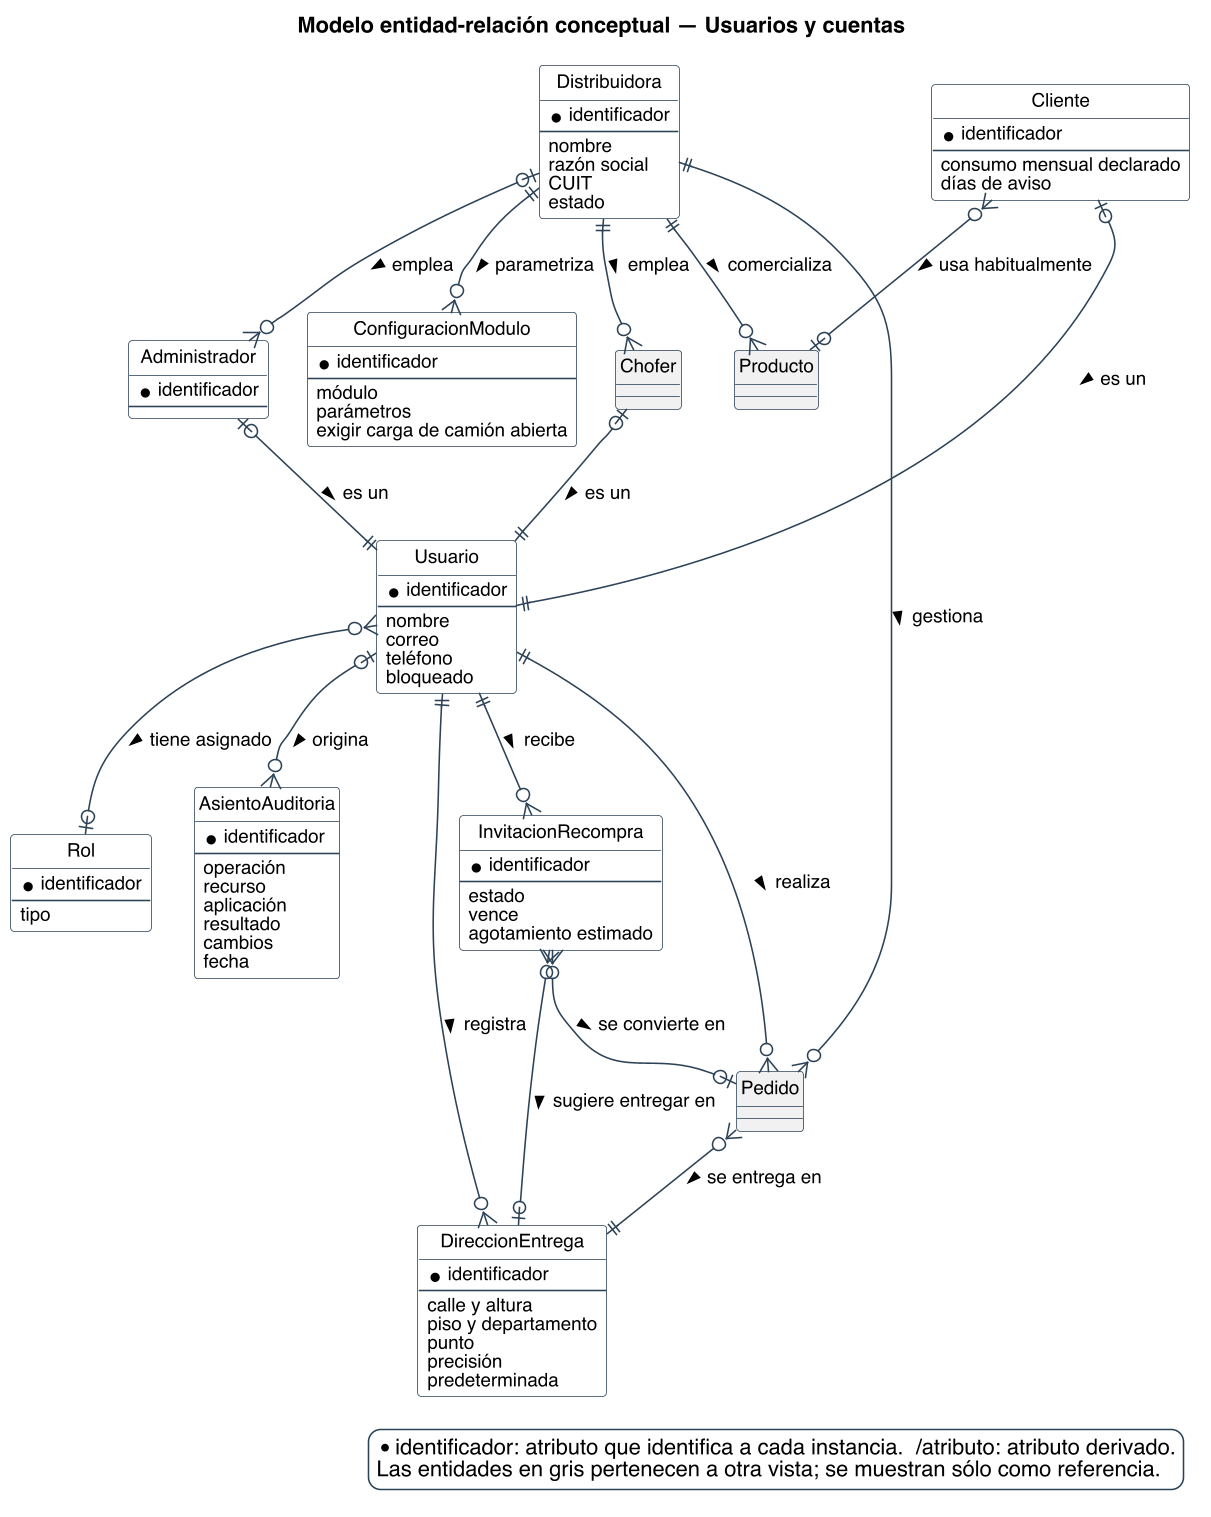 Modelo entidad-relación conceptual — Usuarios y cuentas
Distribuidora
● identificador
nombre
razón social
CUIT
estado
Cliente
● identificador
consumo mensual declarado
días de aviso
emplea
parametriza
emplea
comercializa
usa habitualmente
Administrador
● identificador
ConfiguracionModulo
● identificador
módulo
parámetros
exigir carga de camión abierta
Chofer
Producto
es un
es un
es un
Usuario
● identificador
nombre
correo
teléfono
bloqueado
gestiona
tiene asignado
origina
recibe
realiza
Rol
● identificador
tipo
AsientoAuditoria
● identificador
operación
recurso
aplicación
resultado
cambios
fecha
InvitacionRecompra
● identificador
estado
vence
agotamiento estimado
registra
se convierte en
sugiere entregar en
Pedido
se entrega en
DireccionEntrega
● identificador
calle y altura
piso y departamento
punto
precisión
predeterminada
● identificador: atributo que identifica a cada instancia.  /atributo: atributo derivado.
Las entidades en gris pertenecen a otra vista; se muestran sólo como referencia.